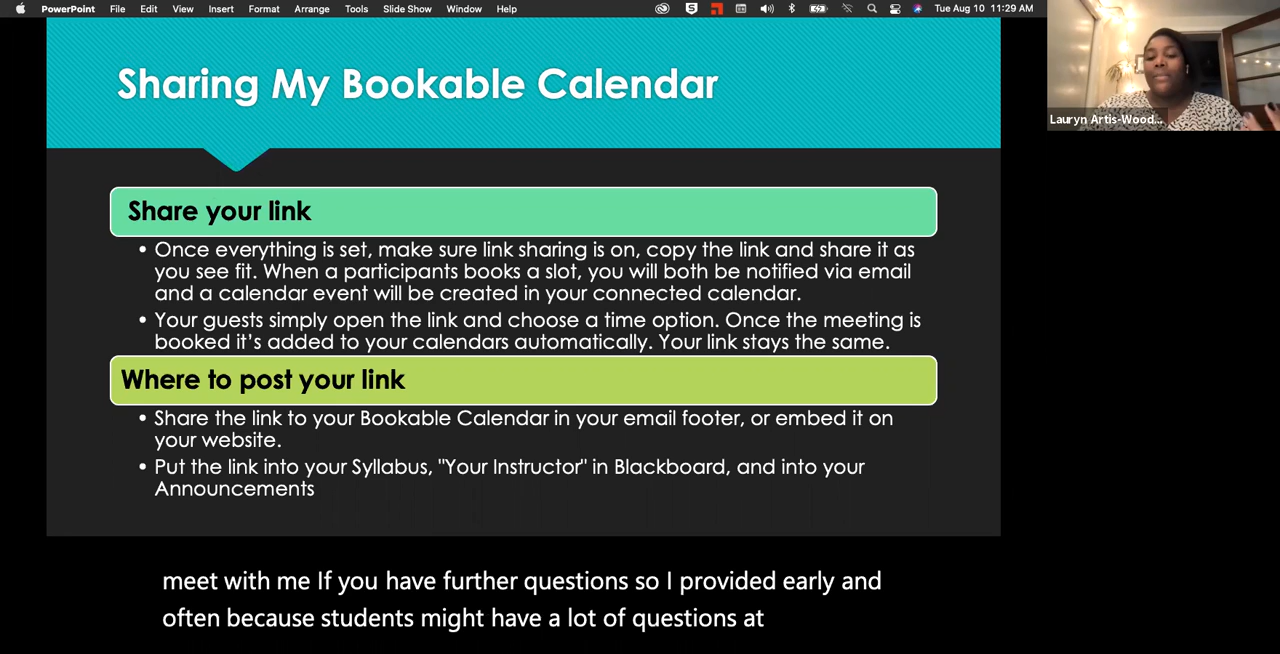 PowerPoint File Edit View Insert Format Arrange Tools Slide Show Window Help Tue Aug 10 11:29 AM
Sharing My Bookable Calendar
Lauryn Artis-Wood...
Share your link
• Once everything is set, make sure link sharing is on, copy the link and share it as
you see fit. When a participants books a slot, you will both be notified via email
and a calendar event will be created in your connected calendar.
• Your guests simply open the link and choose a time option. Once the meeting is
booked it’s added to your calendars automatically. Your link stays the same.
Where to post your link
• Share the link to your Bookable Calendar in your email footer, or embed it on
your website.
• Put the link into your Syllabus, "Your Instructor" in Blackboard, and into your
Announcements
meet with me If you have further questions so I provided early and
often because students might have a lot of questions at